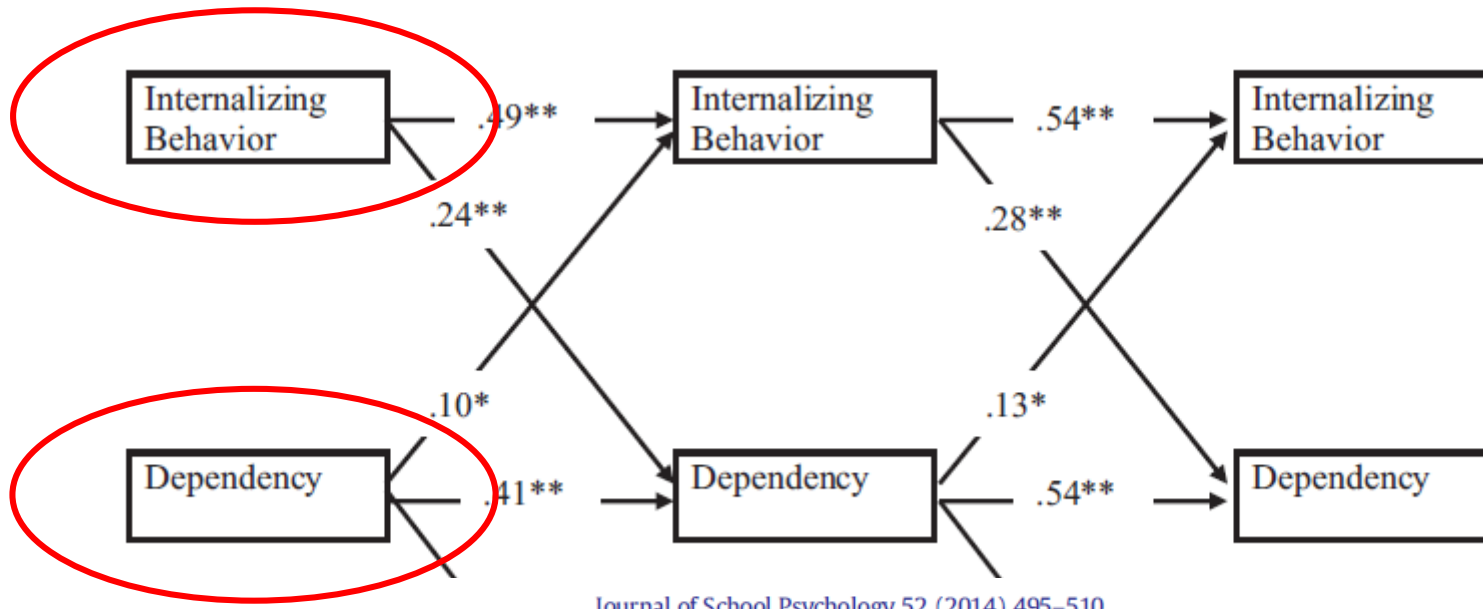 Internalizing
Behavior
.49**
Internalizing
Behavior
.54**
Internalizing
Behavior
.24**
.28**
.10*
.13*
Dependency
.41**
Dependency
.54**
Dependency
Journal of School Psychology 52 (2014) 495–510